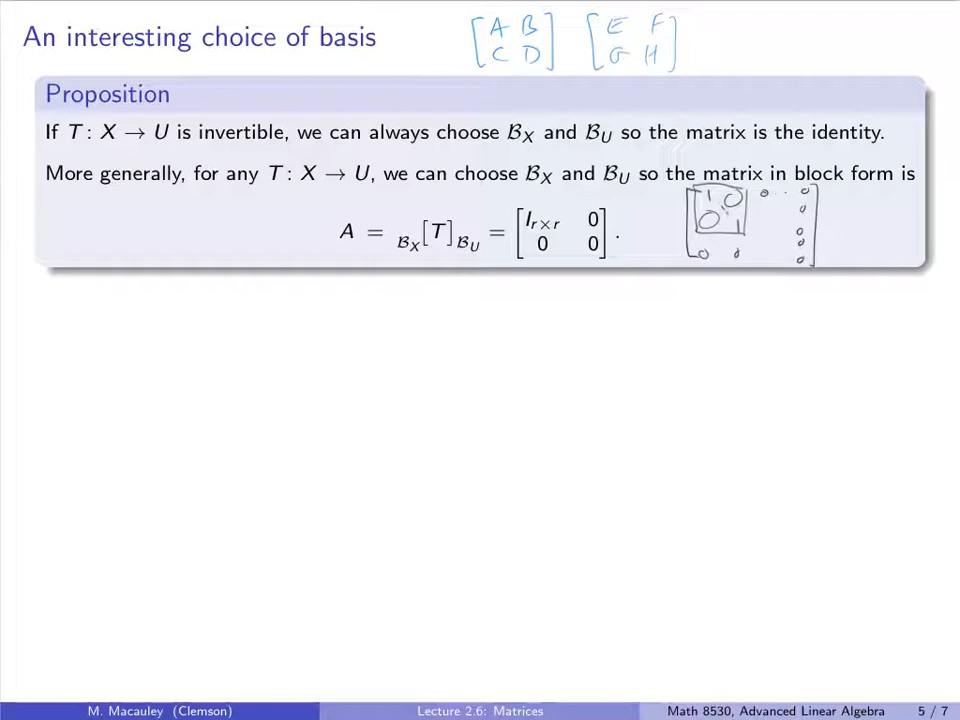 An interesting choice of basis
[A B
C D] [E F
G H]
Proposition
If T: X → U is invertible, we can always choose ℬ_X and ℬ_U so the matrix is the identity.
More generally, for any T: X → U, we can choose ℬ_X and ℬ_U so the matrix in block form is
A = ℬ_X[T]ℬ_U = [I_{r×r} 0
0 0].
M. Macauley (Clemson) Lecture 2.6: Matrices Math 8530, Advanced Linear Algebra 5 / 7